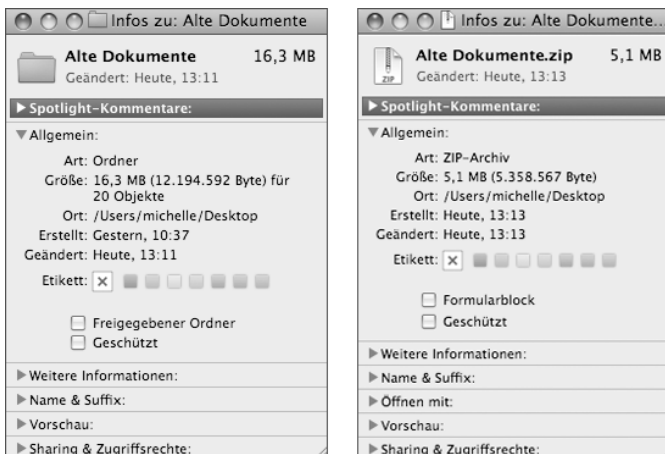 Infos zu: Alte Dokumente
Alte Dokumente 16,3 MB
Geändert: Heute, 13:11
Spotlight-Kommentare:
Allgemein:
Art: Ordner
Größe: 16,3 MB (12.194.592 Byte) für
20 Objekte
Ort: /Users/michelle/Desktop
Erstellt: Gestern, 10:37
Geändert: Heute, 13:11
Etikett:
Freigegebener Ordner
Geschützt
Weitere Informationen:
Name & Suffix:
Vorschau:
Sharing & Zugriffsrechte:
Infos zu: Alte Dokumente...
Alte Dokumente.zip 5,1 MB
Geändert: Heute, 13:13
ZIP
Spotlight-Kommentare:
Allgemein:
Art: ZIP-Archiv
Größe: 5,1 MB (5.358.567 Byte)
Ort: /Users/michelle/Desktop
Erstellt: Heute, 13:13
Geändert: Heute, 13:13
Etikett:
Formularblock
Geschützt
Weitere Informationen:
Name & Suffix:
Öffnen mit:
Vorschau:
Sharing & Zugriffsrechte: